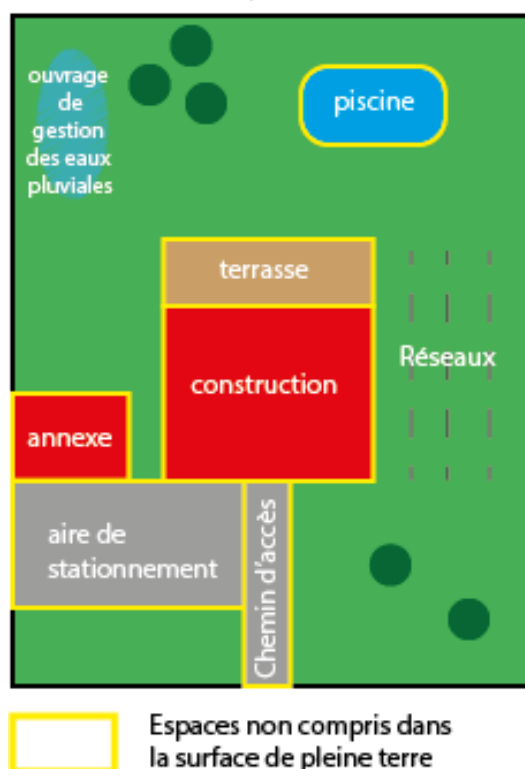 ouvrage
de
gestion
des eaux
pluviales
piscine
terrasse
Réseaux
construction
annexe
aire de
stationnement
Chemin d'accès
Espaces non compris dans
la surface de pleine terre